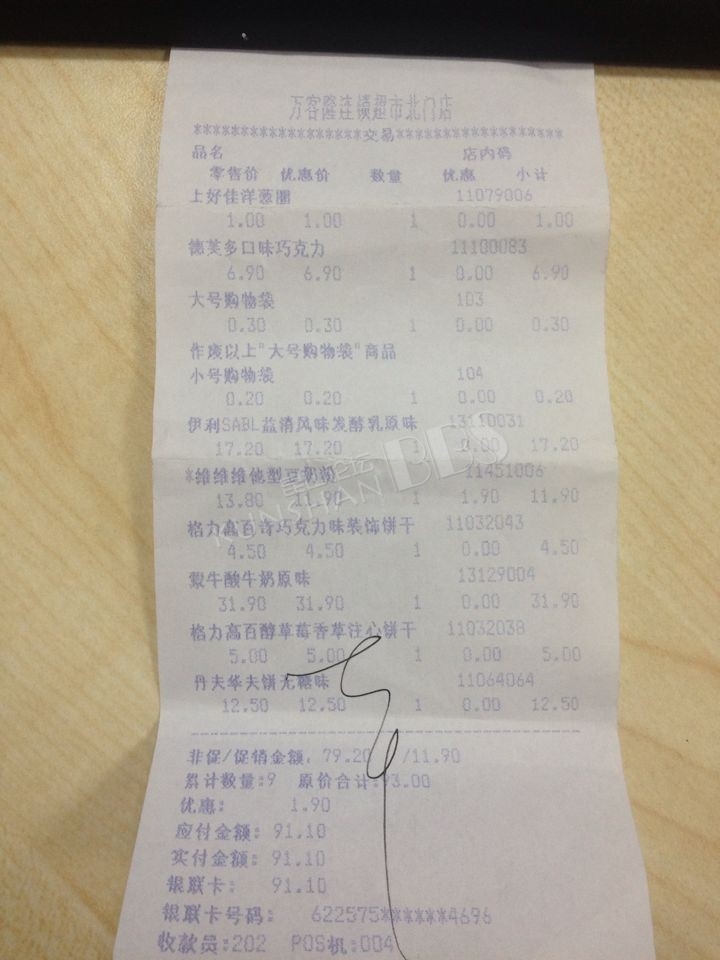 万客隆连锁超市北门店
******************交易******************
品名 店内码
零售价 优惠价 数量 优惠 小计
上好佳洋葱圈 11079006
1.00 1.00 1 0.00 1.00
德芙多口味巧克力 11100083
6.90 6.90 1 0.00 6.90
大号购物袋 103
0.30 0.30 1 0.00 0.30
作废以上"大号购物袋"商品
小号购物袋 104
0.20 0.20 1 0.00 0.20
伊利SABL益清风味发酵乳原味 13110031
17.20 17.20 1 0.00 17.20
*维维维他型豆奶粉 11451006
13.80 11.90 1 1.90 11.90
格力高百奇巧克力味装饰饼干 11032043
4.50 4.50 1 0.00 4.50
蒙牛酸牛奶原味 13129004
31.90 31.90 1 0.00 31.90
格力高百醇草莓香草注心饼干 11032038
5.00 5.00 1 0.00 5.00
丹夫华夫饼无糖味 11064064
12.50 12.50 1 0.00 12.50
非促/促销金额: 79.20 /11.90
累计数量:9 原价合计:93.00
优惠: 1.90
应付金额: 91.10
实付金额: 91.10
银联卡: 91.10
银联卡号码: 622575******4696
收款员:202 POS机:004
KUNSHAN BBS